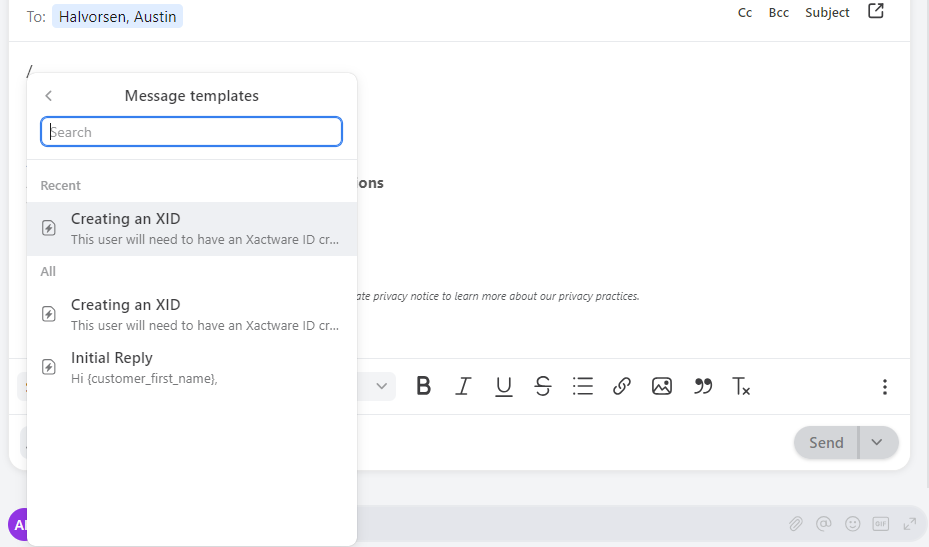 To: Halvorsen, Austin
Cc Bcc Subject
/
Message templates
Search
ons
Recent
Creating an XID
This user will need to have an Xactware ID cr...
All
ate privacy notice to learn more about our privacy practices.
Creating an XID
This user will need to have an Xactware ID cr...
Initial Reply
Hi {customer_first_name},
B I U S Tx
Send
GIF